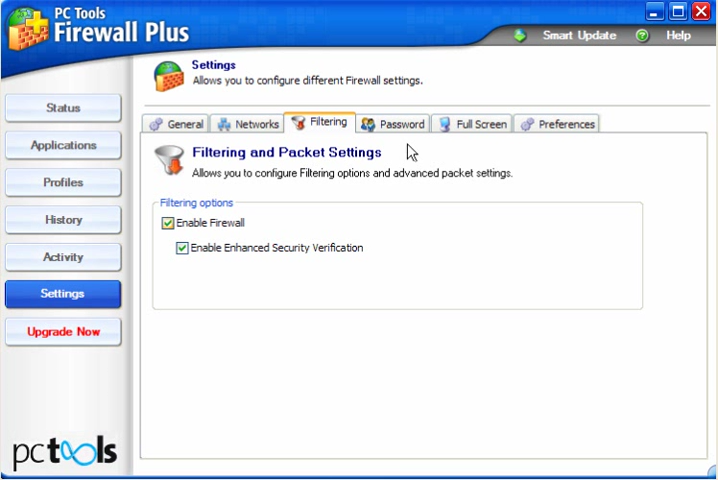 PC Tools
Firewall Plus
Smart Update
Help
Settings
Allows you to configure different Firewall settings.
Status
Applications
Profiles
History
Activity
Settings
Upgrade Now
General Networks Filtering Password Full Screen Preferences
Filtering and Packet Settings
Allows you to configure Filtering options and advanced packet settings.
Filtering options
Enable Firewall
Enable Enhanced Security Verification
pctools